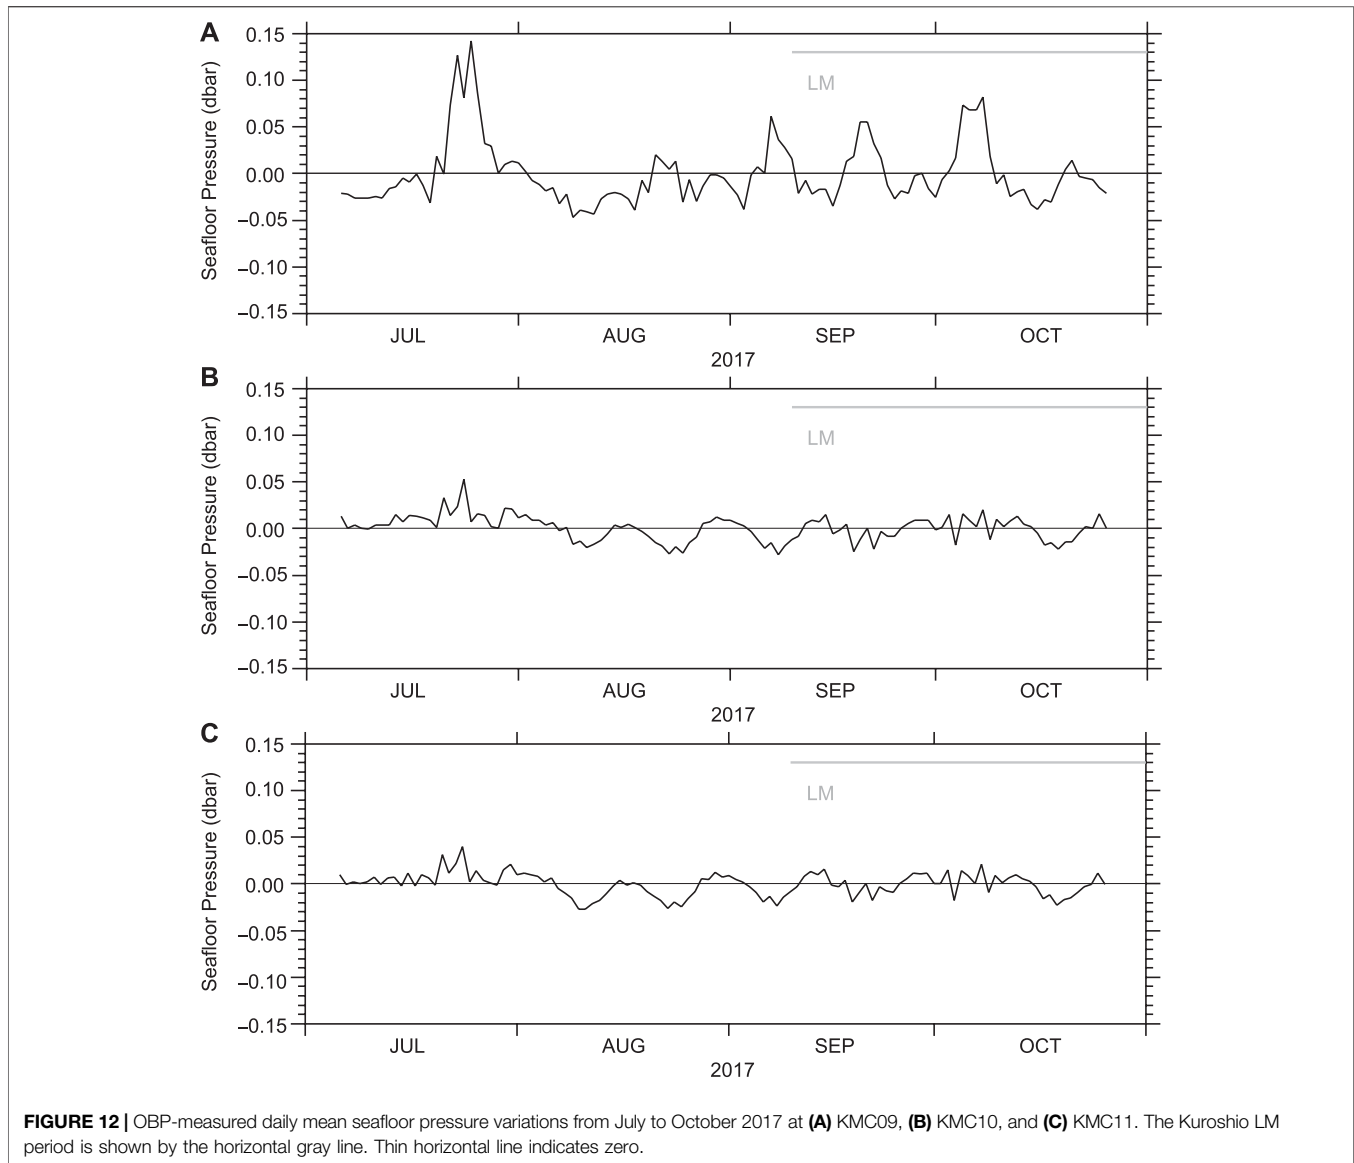 A
Seafloor Pressure (dbar)
0.15
0.10
0.05
0.00
−0.05
−0.10
−0.15
LM
JUL AUG SEP OCT
2017
B
Seafloor Pressure (dbar)
0.15
0.10
0.05
0.00
−0.05
−0.10
−0.15
LM
JUL AUG SEP OCT
2017
C
Seafloor Pressure (dbar)
0.15
0.10
0.05
0.00
−0.05
−0.10
−0.15
LM
JUL AUG SEP OCT
2017
FIGURE 12 | OBP-measured daily mean seafloor pressure variations from July to October 2017 at (A) KMC09, (B) KMC10, and (C) KMC11. The Kuroshio LM
period is shown by the horizontal gray line. Thin horizontal line indicates zero.